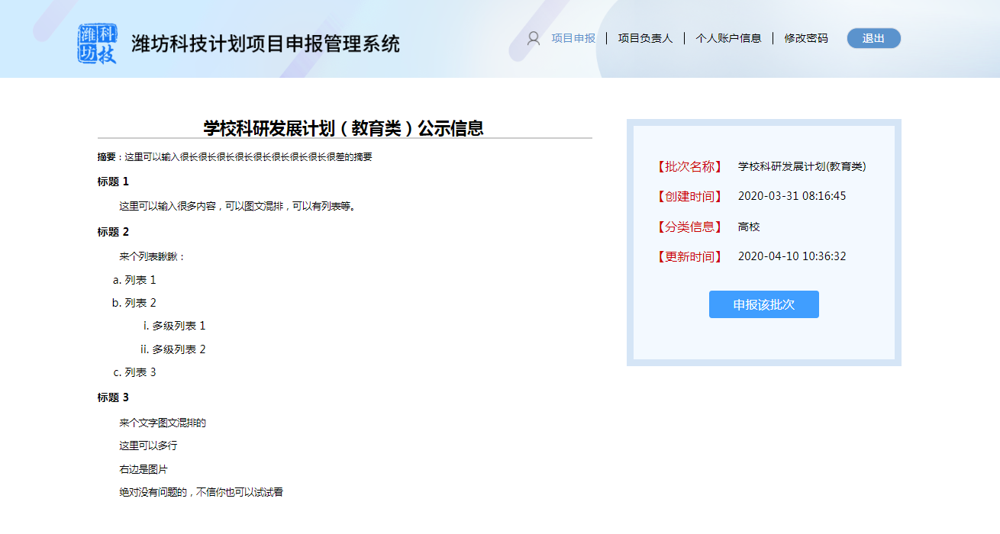 潍坊科技
潍坊科技计划项目申报管理系统
项目申报 | 项目负责人 | 个人账户信息 | 修改密码 退出
学校科研发展计划（教育类）公示信息
摘要：这里可以输入很长很长很长很长很长很长很长很长很差的摘要
标题 1
这里可以输入很多内容，可以图文混排，可以有列表等。
标题 2
来个列表瞅瞅：
a. 列表 1
b. 列表 2
i. 多级列表 1
ii. 多级列表 2
c. 列表 3
标题 3
来个文字图文混排的
这里可以多行
右边是图片
绝对没有问题的，不信你也可以试试看
【批次名称】 学校科研发展计划(教育类)
【创建时间】 2020-03-31 08:16:45
【分类信息】 高校
【更新时间】 2020-04-10 10:36:32
申报该批次